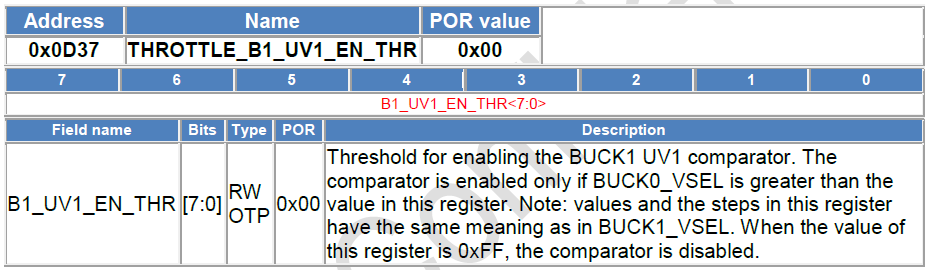 Address Name POR value
0x0D37 THROTTLE_B1_UV1_EN_THR 0x00
7 6 5 4 3 2 1 0
B1_UV1_EN_THR<7:0>
Field name Bits Type POR Description
B1_UV1_EN_THR [7:0] RW OTP 0x00 Threshold for enabling the BUCK1 UV1 comparator. The
comparator is enabled only if BUCK0_VSEL is greater than the
value in this register. Note: values and the steps in this register
have the same meaning as in BUCK1_VSEL. When the value of
this register is 0xFF, the comparator is disabled.